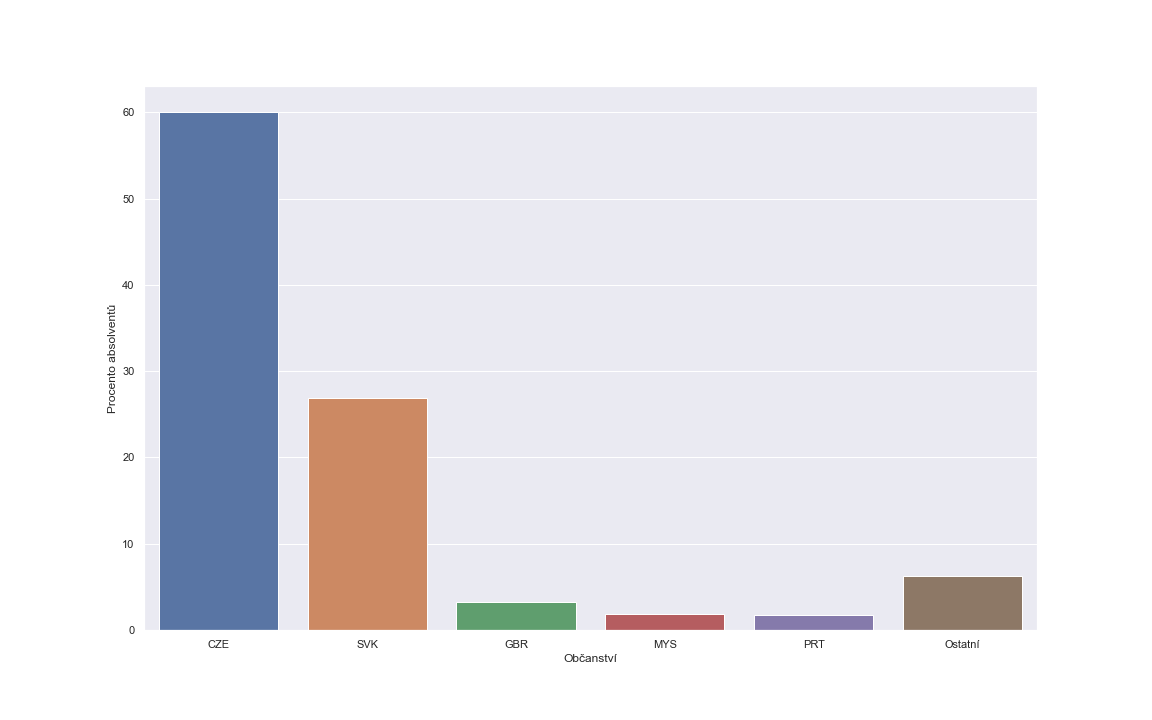 60
50
40
30
20
10
0
Procento absolventů
CZE
SVK
GBR
MYS
PRT
Ostatní
Občanství